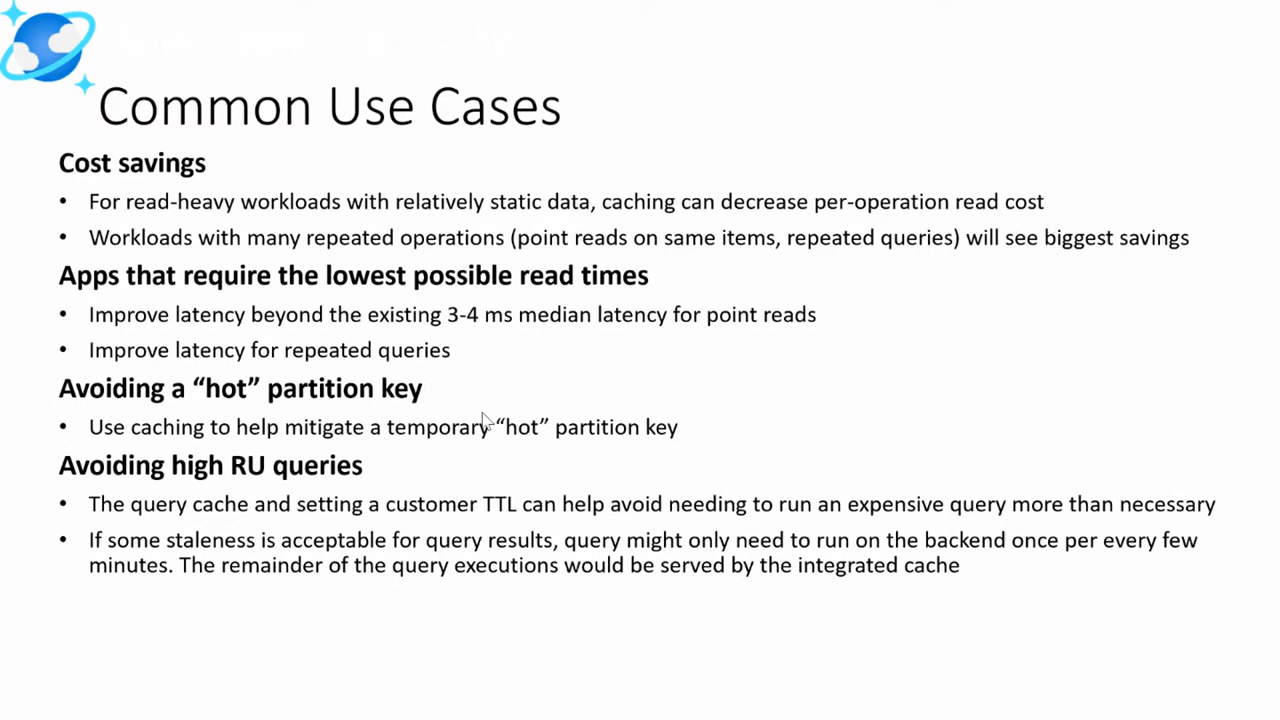 Common Use Cases
Cost savings
• For read-heavy workloads with relatively static data, caching can decrease per-operation read cost
• Workloads with many repeated operations (point reads on same items, repeated queries) will see biggest savings
Apps that require the lowest possible read times
• Improve latency beyond the existing 3-4 ms median latency for point reads
• Improve latency for repeated queries
Avoiding a “hot” partition key
• Use caching to help mitigate a temporary “hot” partition key
Avoiding high RU queries
• The query cache and setting a customer TTL can help avoid needing to run an expensive query more than necessary
• If some staleness is acceptable for query results, query might only need to run on the backend once per every few
minutes. The remainder of the query executions would be served by the integrated cache